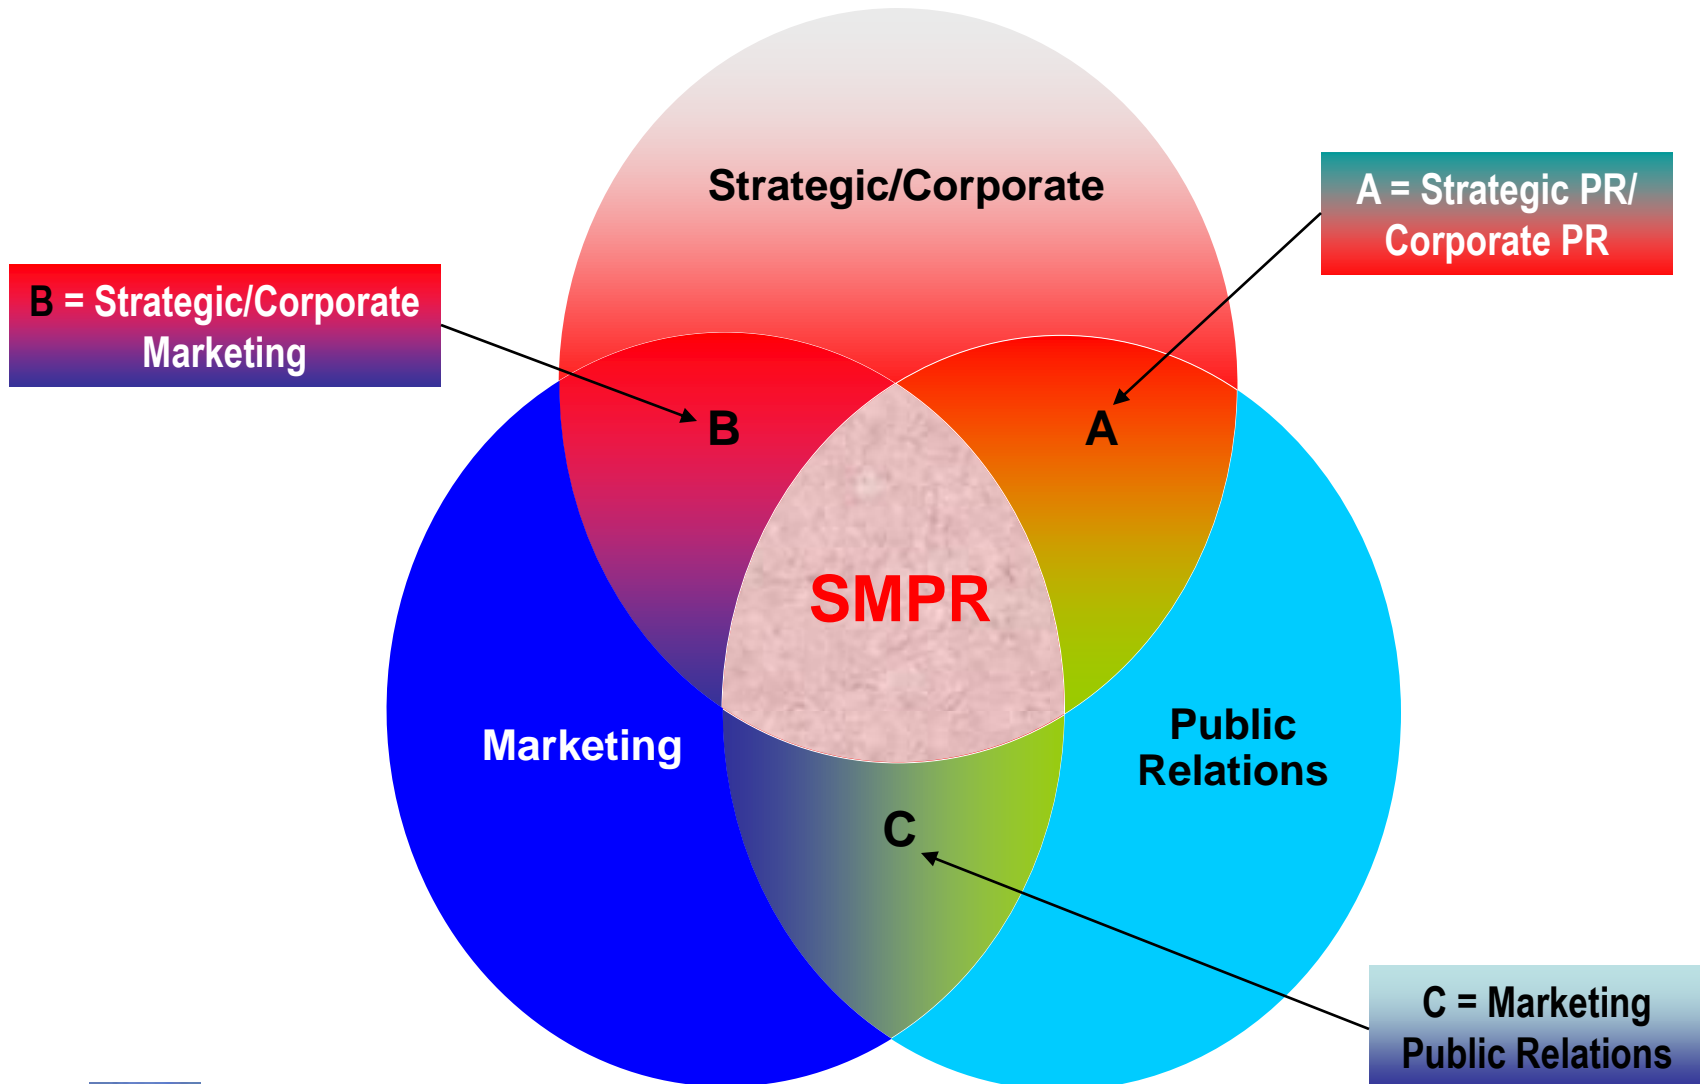 Strategic/Corporate
A = Strategic PR/
Corporate PR
B = Strategic/Corporate
Marketing
B
A
SMPR
Marketing
Public
Relations
C
C = Marketing
Public Relations